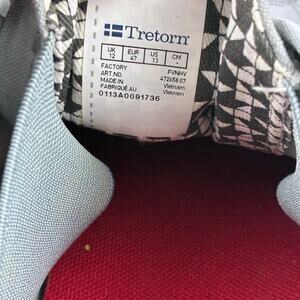 Tretorn
UK 12 EUR 47 US 13 CM -
FACTORY FVNHV
ART.NO. 472658 07
MADE IN Vietnam
FABRIQUÉ AU Vietnam
0113A0091736